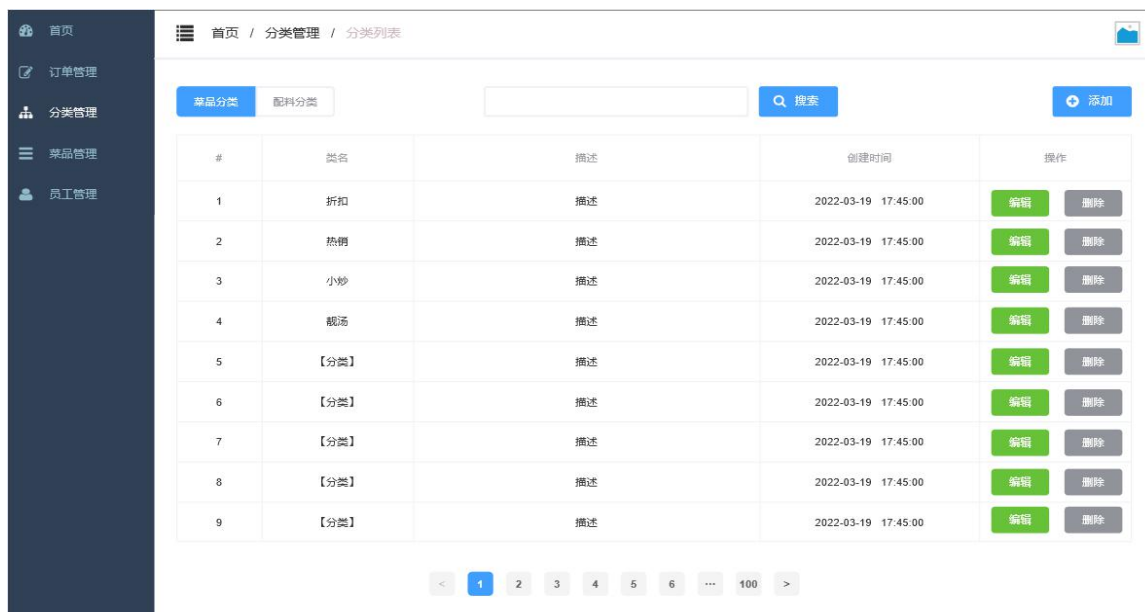 首页
订单管理
分类管理
菜品管理
员工管理
首页 / 分类管理 / 分类列表
菜品分类 配料分类 搜索 添加
# 类名 描述 创建时间 操作
1 折扣 描述 2022-03-19 17:45:00 编辑 删除
2 热销 描述 2022-03-19 17:45:00 编辑 删除
3 小炒 描述 2022-03-19 17:45:00 编辑 删除
4 靓汤 描述 2022-03-19 17:45:00 编辑 删除
5 【分类】 描述 2022-03-19 17:45:00 编辑 删除
6 【分类】 描述 2022-03-19 17:45:00 编辑 删除
7 【分类】 描述 2022-03-19 17:45:00 编辑 删除
8 【分类】 描述 2022-03-19 17:45:00 编辑 删除
9 【分类】 描述 2022-03-19 17:45:00 编辑 删除
< 1 2 3 4 5 6 ··· 100 >